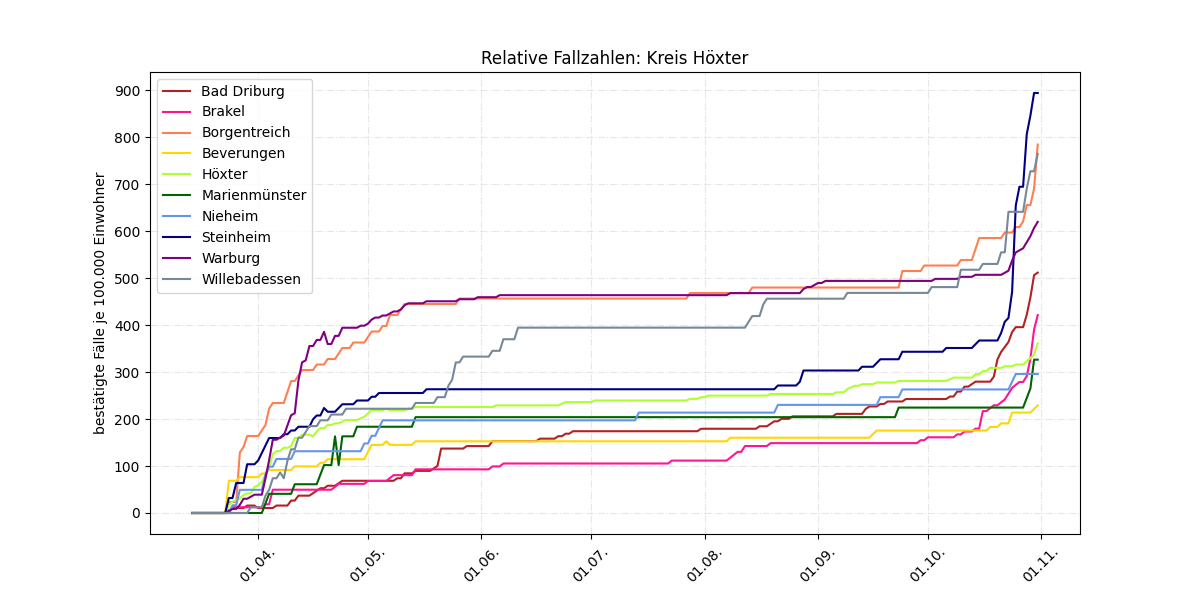 Relative Fallzahlen: Kreis Höxter
bestätigte Fälle je 100.000 Einwohner
900
800
700
600
500
400
300
200
100
0
Bad Driburg
Brakel
Borgentreich
Beverungen
Höxter
Marienmünster
Nieheim
Steinheim
Warburg
Willebadessen
01.04.
01.05.
01.06.
01.07.
01.08.
01.09.
01.10.
01.11.